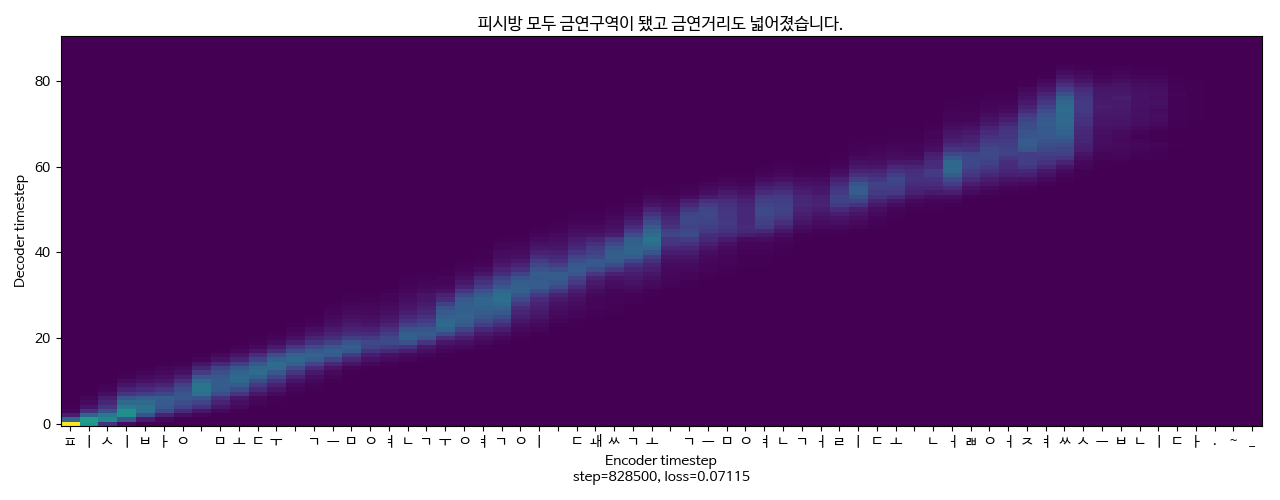 피시방 모두 금연구역이 됐고 금연거리도 넓어졌습니다.
80
60
40
20
0
Decoder timestep
ㅍ ㅣ ㅅ ㅣ ㅂ ㅏ ㅇ ㅁ ㅗ ㄷ ㅜ ㄱ ㅡ ㅁ ㅇ ㅕ ㄴ ㄱ ㅜ ㅇ ㅕ ㄱ ㅇ ㅣ ㄷ ㅙ ㅆ ㄱ ㅗ ㄱ ㅡ ㅁ ㅇ ㅕ ㄴ ㄱ ㅓ ㄹ ㅣ ㄷ ㅗ ㄴ ㅓ ㄼ ㅇ ㅓ ㅈ ㅕ ㅆ ㅅ ㅡ ㅂ ㄴ ㅣ ㄷ ㅏ . ~ _
Encoder timestep
step=828500, loss=0.07115